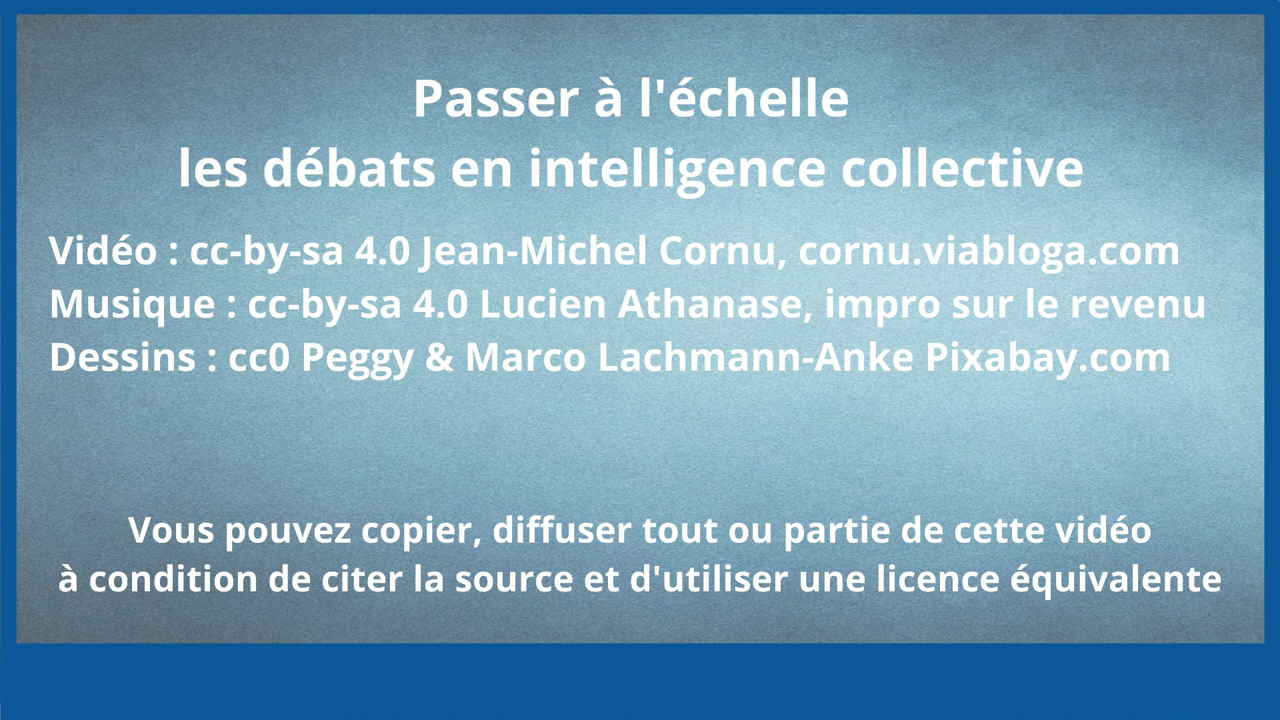 Passer à l'échelle
les débats en intelligence collective
Vidéo : cc-by-sa 4.0 Jean-Michel Cornu, cornu.viabloga.com
Musique : cc-by-sa 4.0 Lucien Athanase, impro sur le revenu
Dessins : cc0 Peggy & Marco Lachmann-Anke Pixabay.com
Vous pouvez copier, diffuser tout ou partie de cette vidéo
à condition de citer la source et d'utiliser une licence équivalente